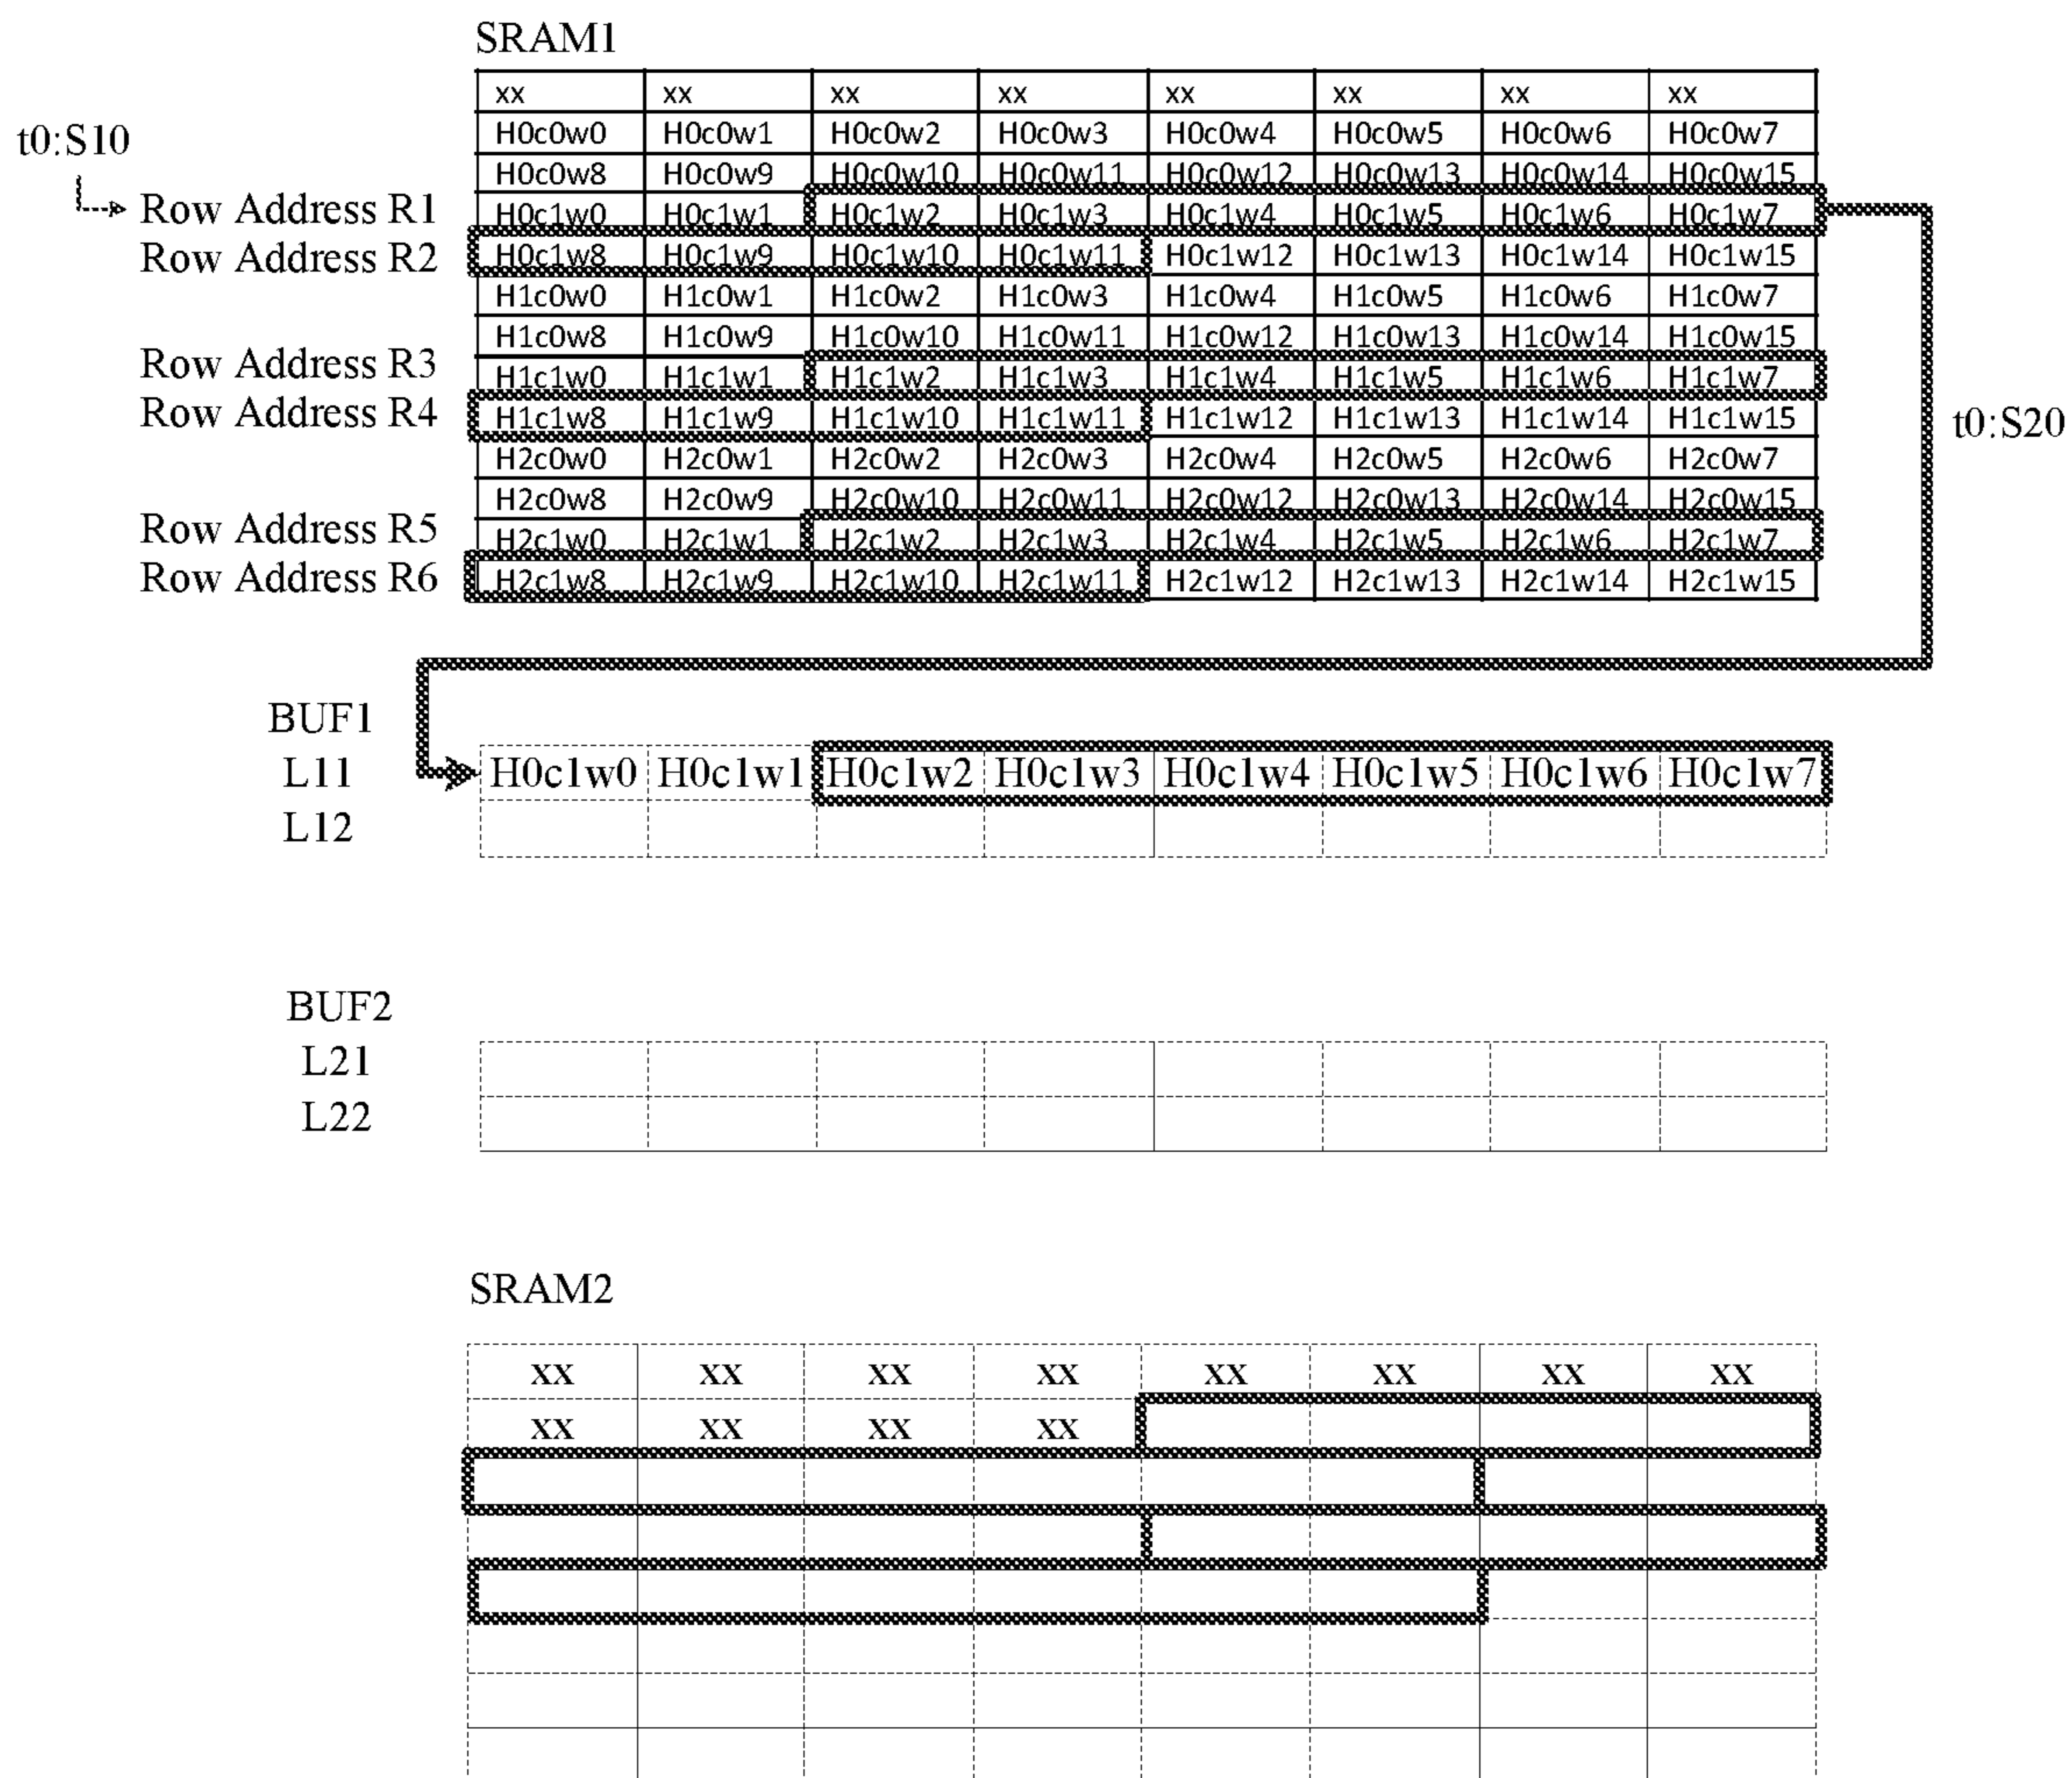 SRAM1
xx xx xx xx xx xx xx xx
t0:S10
H0c0w0 H0c0w1 H0c0w2 H0c0w3 H0c0w4 H0c0w5 H0c0w6 H0c0w7
H0c0w8 H0c0w9 H0c0w10 H0c0w11 H0c0w12 H0c0w13 H0c0w14 H0c0w15
Row Address R1 H0c1w0 H0c1w1 H0c1w2 H0c1w3 H0c1w4 H0c1w5 H0c1w6 H0c1w7
Row Address R2 H0c1w8 H0c1w9 H0c1w10 H0c1w11 H0c1w12 H0c1w13 H0c1w14 H0c1w15
H1c0w0 H1c0w1 H1c0w2 H1c0w3 H1c0w4 H1c0w5 H1c0w6 H1c0w7
H1c0w8 H1c0w9 H1c0w10 H1c0w11 H1c0w12 H1c0w13 H1c0w14 H1c0w15
Row Address R3 H1c1w0 H1c1w1 H1c1w2 H1c1w3 H1c1w4 H1c1w5 H1c1w6 H1c1w7
Row Address R4 H1c1w8 H1c1w9 H1c1w10 H1c1w11 H1c1w12 H1c1w13 H1c1w14 H1c1w15
t0:S20
H2c0w0 H2c0w1 H2c0w2 H2c0w3 H2c0w4 H2c0w5 H2c0w6 H2c0w7
H2c0w8 H2c0w9 H2c0w10 H2c0w11 H2c0w12 H2c0w13 H2c0w14 H2c0w15
Row Address R5 H2c1w0 H2c1w1 H2c1w2 H2c1w3 H2c1w4 H2c1w5 H2c1w6 H2c1w7
Row Address R6 H2c1w8 H2c1w9 H2c1w10 H2c1w11 H2c1w12 H2c1w13 H2c1w14 H2c1w15
BUF1
L11 H0c1w0 H0c1w1 H0c1w2 H0c1w3 H0c1w4 H0c1w5 H0c1w6 H0c1w7
L12
BUF2
L21
L22
SRAM2
xx xx xx xx xx xx xx xx
xx xx xx xx